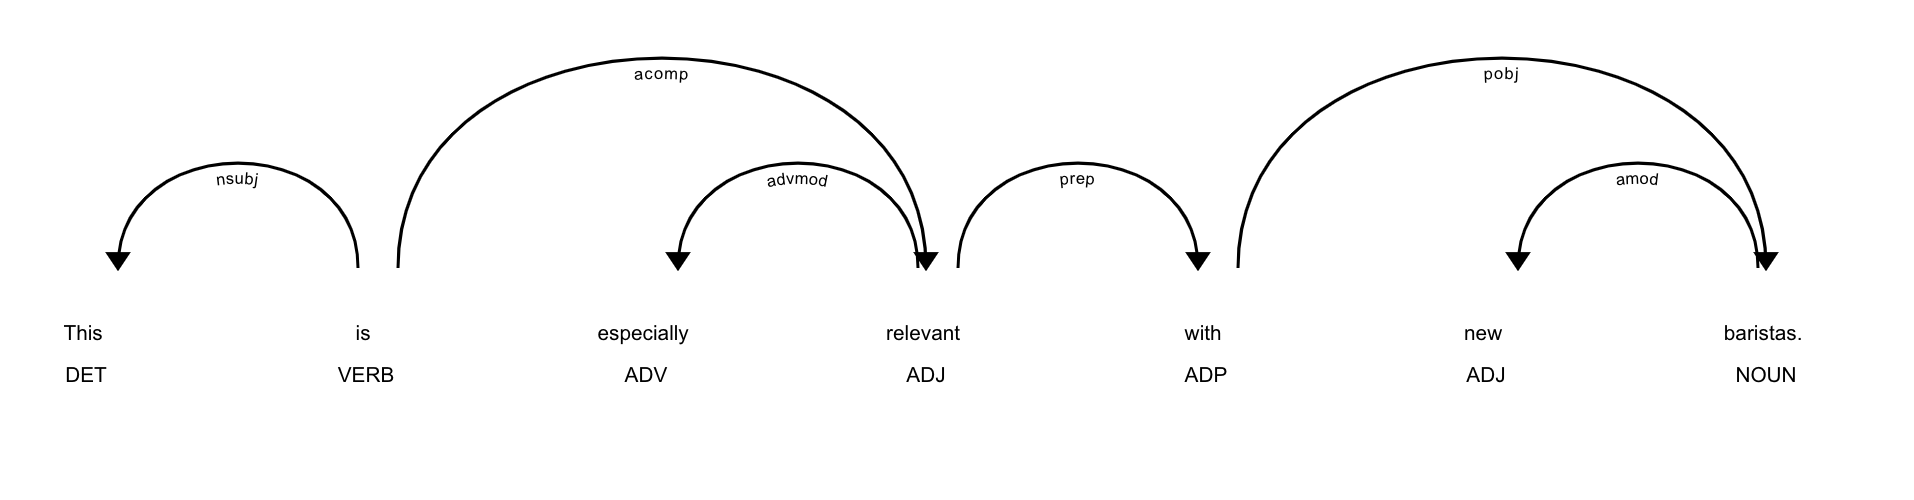 acomp pobj
nsubj advmod prep amod
This is especially relevant with new baristas.
DET VERB ADV ADJ ADP ADJ NOUN